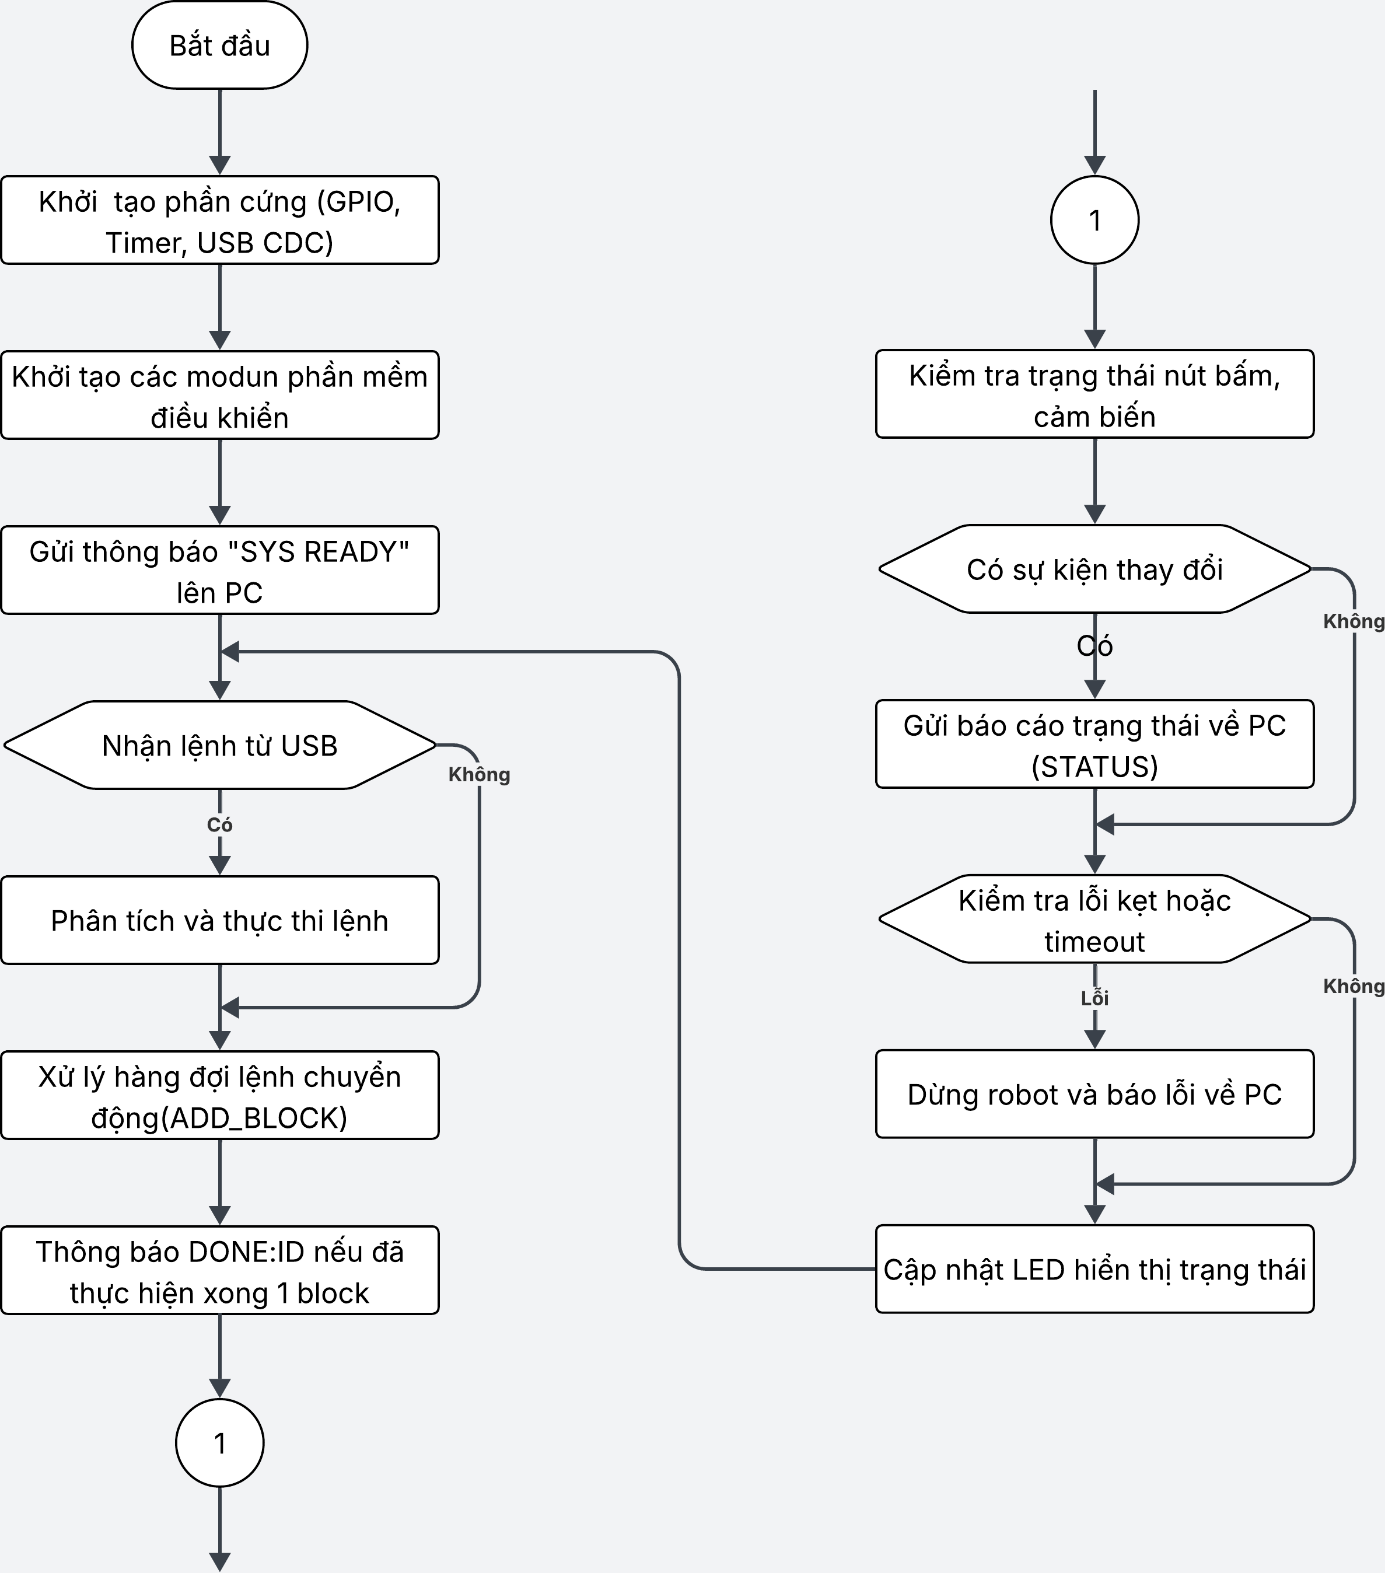 Bắt đầu
Khởi  tạo phần cứng (GPIO,
Timer, USB CDC)
Khởi tạo các modun phần mềm
điều khiển
Gửi thông báo "SYS READY"
lên PC
Nhận lệnh từ USB
Không
Có
Phân tích và thực thi lệnh
Xử lý hàng đợi lệnh chuyển
động(ADD_BLOCK)
Thông báo DONE:ID nếu đã
thực hiện xong 1 block
1
1
Kiểm tra trạng thái nút bấm,
cảm biến
Có sự kiện thay đổi
Không
Có
Gửi báo cáo trạng thái về PC
(STATUS)
Kiểm tra lỗi kẹt hoặc
timeout
Không
Lỗi
Dừng robot và báo lỗi về PC
Cập nhật LED hiển thị trạng thái